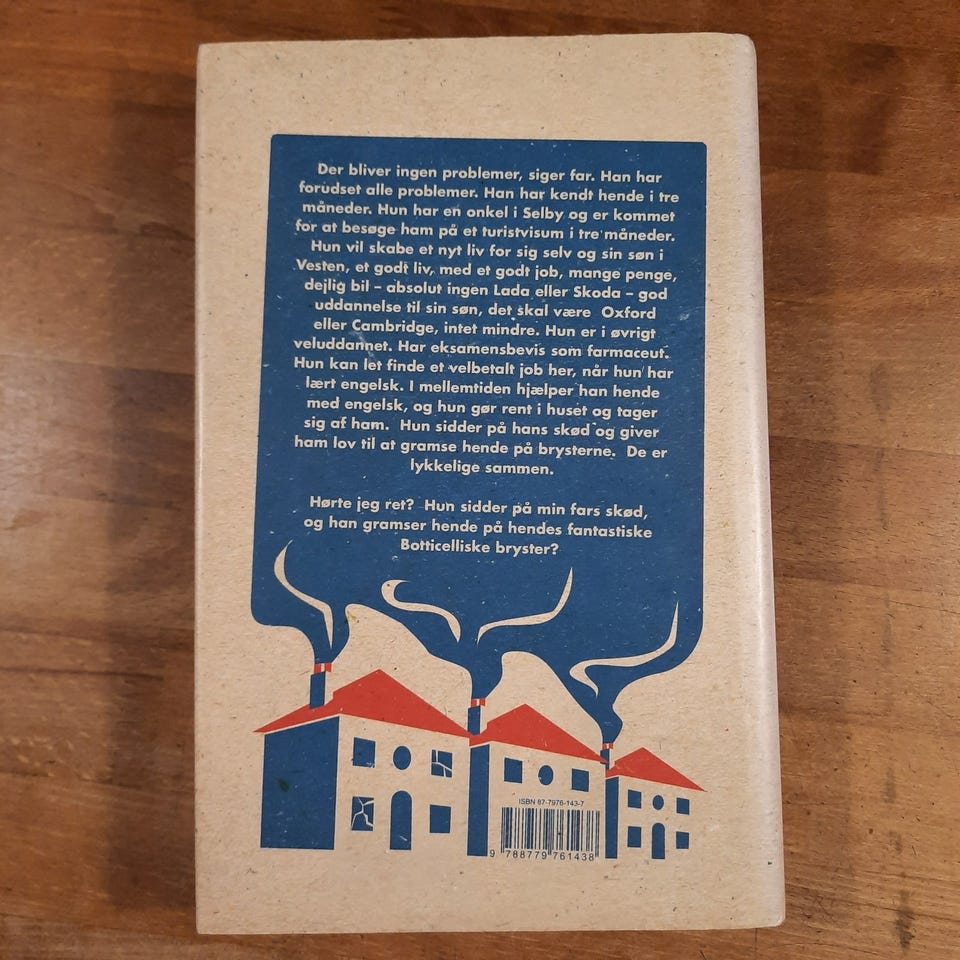 Der bliver ingen problemer, siger far. Han har
forudset alle problemer. Han har kendt hende i tre
måneder. Hun har en onkel i Selby og er kommet
for at besøge ham på et turistvisum i tre måneder.
Hun vil skabe et nyt liv for sig selv og sin søn i
Vesten, et godt liv, med et godt job, mange penge,
dejlig bil – absolut ingen Lada eller Skoda – god
uddannelse til sin søn, det skal være Oxford
eller Cambridge, intet mindre. Hun er i øvrigt
veluddannet. Har eksamensbevis som farmaceut.
Hun kan let finde et velbetalt job her, når hun har
lært engelsk. I mellemtiden hjælper han hende
med engelsk, og hun gør rent i huset og tager
sig af ham. Hun sidder på hans skød og giver
ham lov til at gramse hende på brysterne. De er
lykkelige sammen.
Hørte jeg ret? Hun sidder på min fars skød,
og han gramser hende på hendes fantastiske
Botticelliske bryster?
ISBN 87-7976-143-7
9 788779 761438